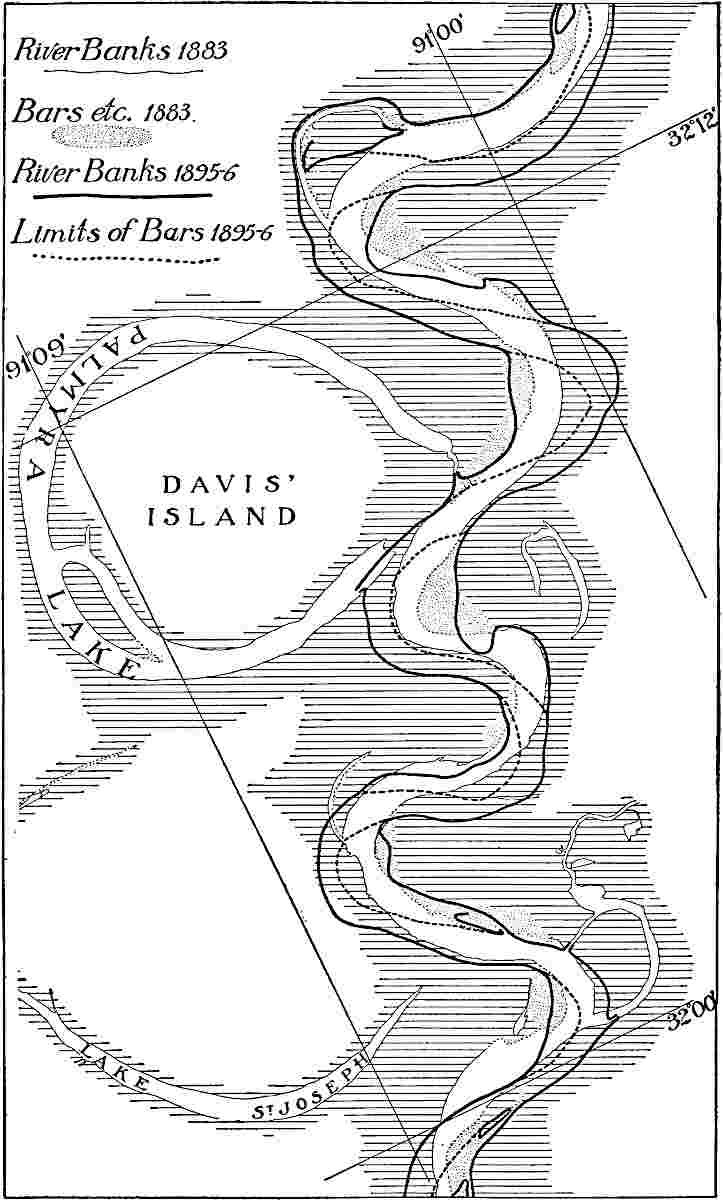 River Banks 1883
Bars etc. 1883.
River Banks 1895-6
Limits of Bars 1895-6
91°00'
32°12'
91°09'
PALMYRA
LAKE
DAVIS'
ISLAND
32°00'
LAKE
ST JOSEPH